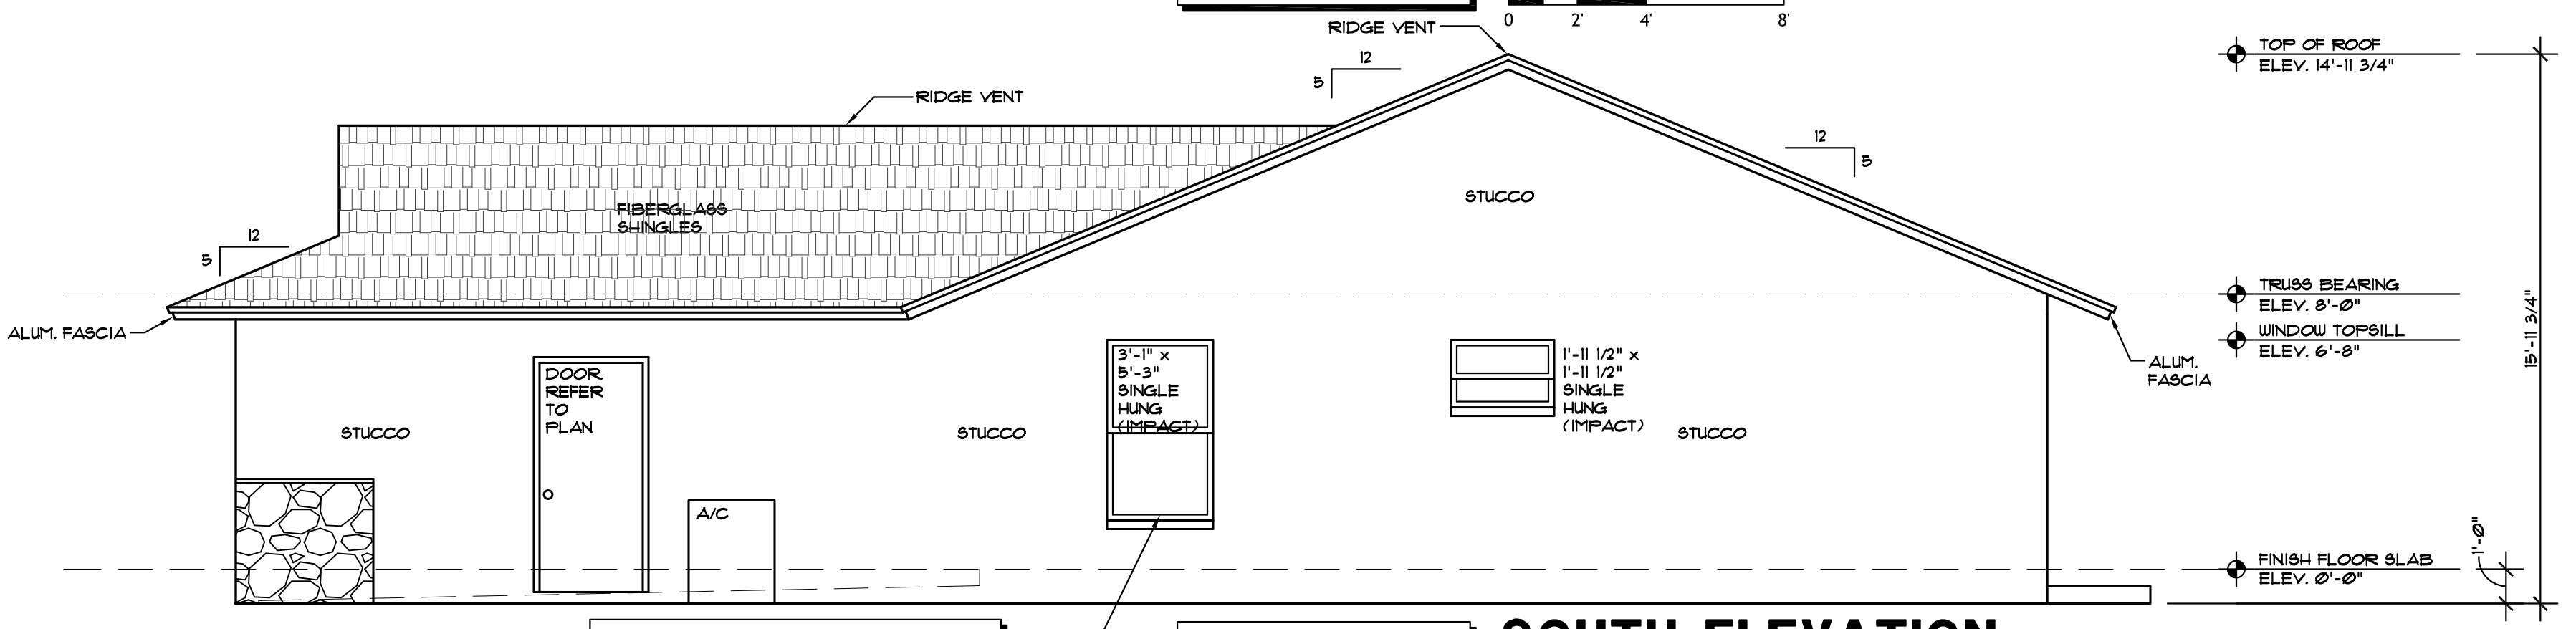 0 2' 4' 8'
RIDGE VENT
12
5
RIDGE VENT
12
5
STUCCO
FIBERGLASS
SHINGLES
12
5
ALUM. FASCIA
TOP OF ROOF
ELEV. 14'-11 3/4"
TRUSS BEARING
ELEV. 8'-0"
WINDOW TOPSILL
ELEV. 6'-8"
15'-11 3/4"
ALUM.
FASCIA
DOOR
REFER
TO
PLAN
3'-1" x
5'-3"
SINGLE
HUNG
(IMPACT)
1'-11 1/2" x
1'-11 1/2"
SINGLE
HUNG
(IMPACT)
STUCCO
STUCCO
STUCCO
A/C
1'-0"
FINISH FLOOR SLAB
ELEV. 0'-0"
SOUTH ELEVATION